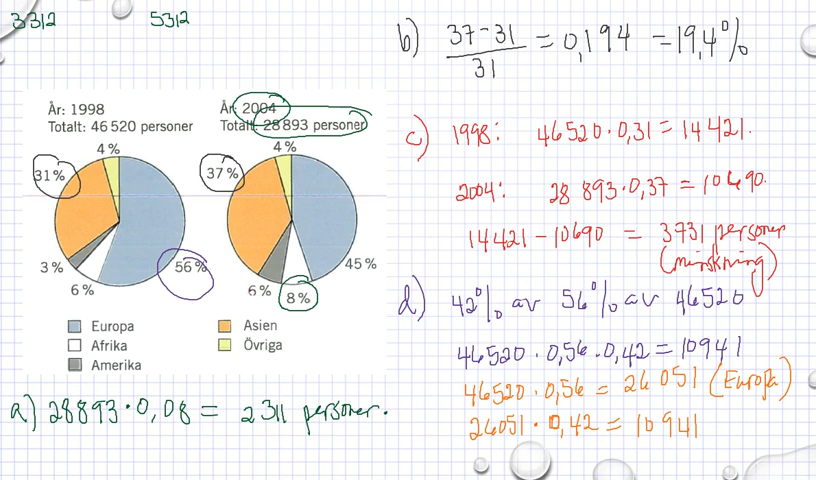 3312 5312
År: 1998
Totalt: 46 520 personer
4 %
31 %
3 %
6 %
56 %
År: 2004
Totalt: 28 893 personer
4 %
37 %
6 %
8 %
45 %
Europa
Afrika
Amerika
Asien
Övriga
a) 28893 · 0,08 = 2311 personer.
b) 37-31 / 31 = 0,194 = 19,4%
c) 1998: 46520 · 0,31 = 14421.
2004: 28 893 · 0,37 = 10690.
14421 - 10690 = 3731 personer
(minskning)
d) 42% av 56% av 46520
46520 · 0,56 · 0,42 = 10941
46520 · 0,56 = 26051 (Europa)
26051 · 0,42 = 10941